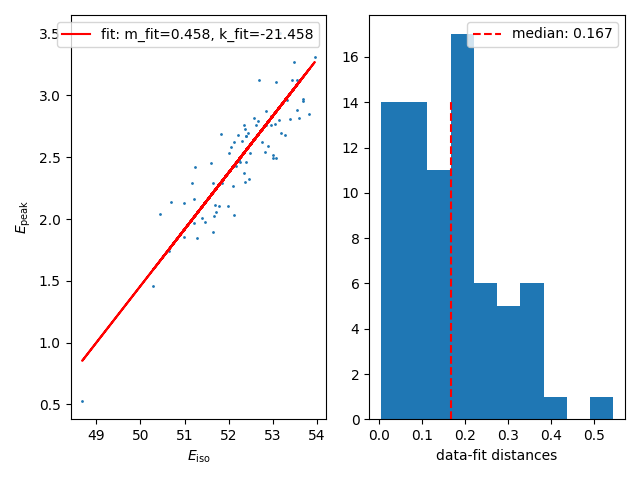 fit: m_fit=0.458, k_fit=-21.458
3.5
3.0
2.5
2.0
1.5
1.0
0.5
E_peak
49 50 51 52 53 54
E_iso
median: 0.167
16
14
12
10
8
6
4
2
0
0.0 0.1 0.2 0.3 0.4 0.5
data-fit distances